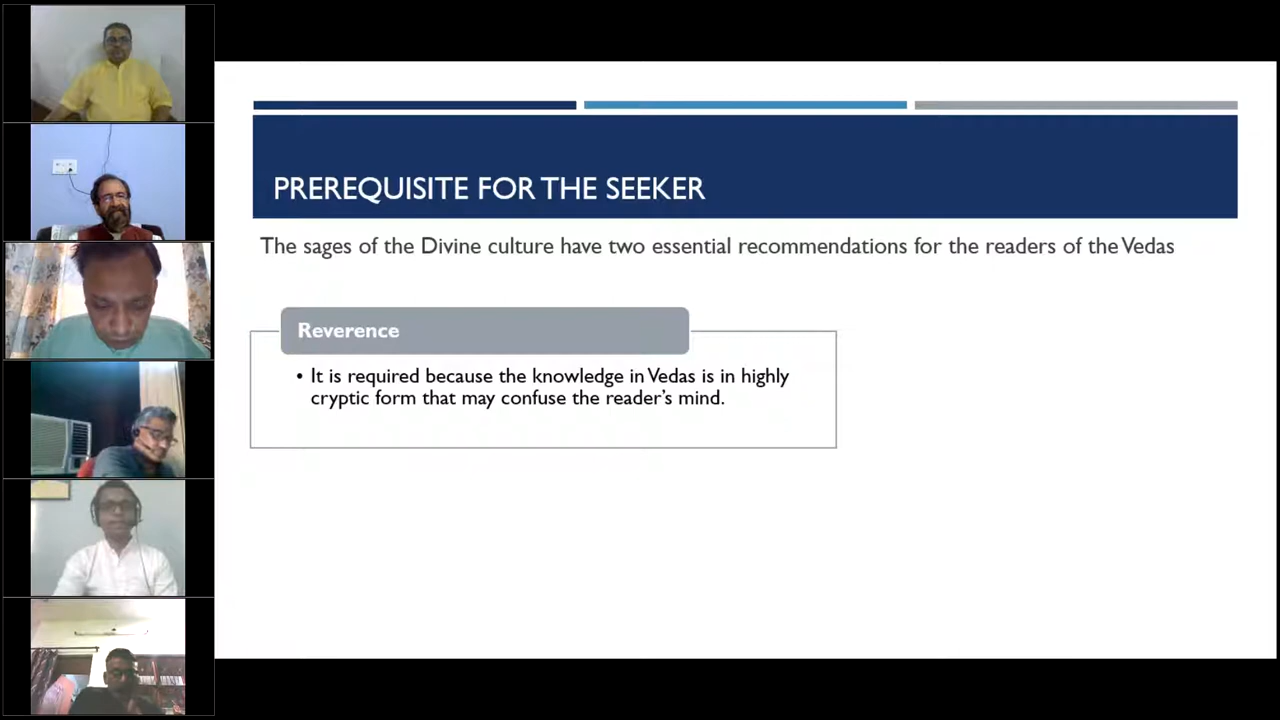 PREREQUISITE FOR THE SEEKER
The sages of the Divine culture have two essential recommendations for the readers of the Vedas
Reverence
• It is required because the knowledge in Vedas is in highly
cryptic form that may confuse the reader's mind.